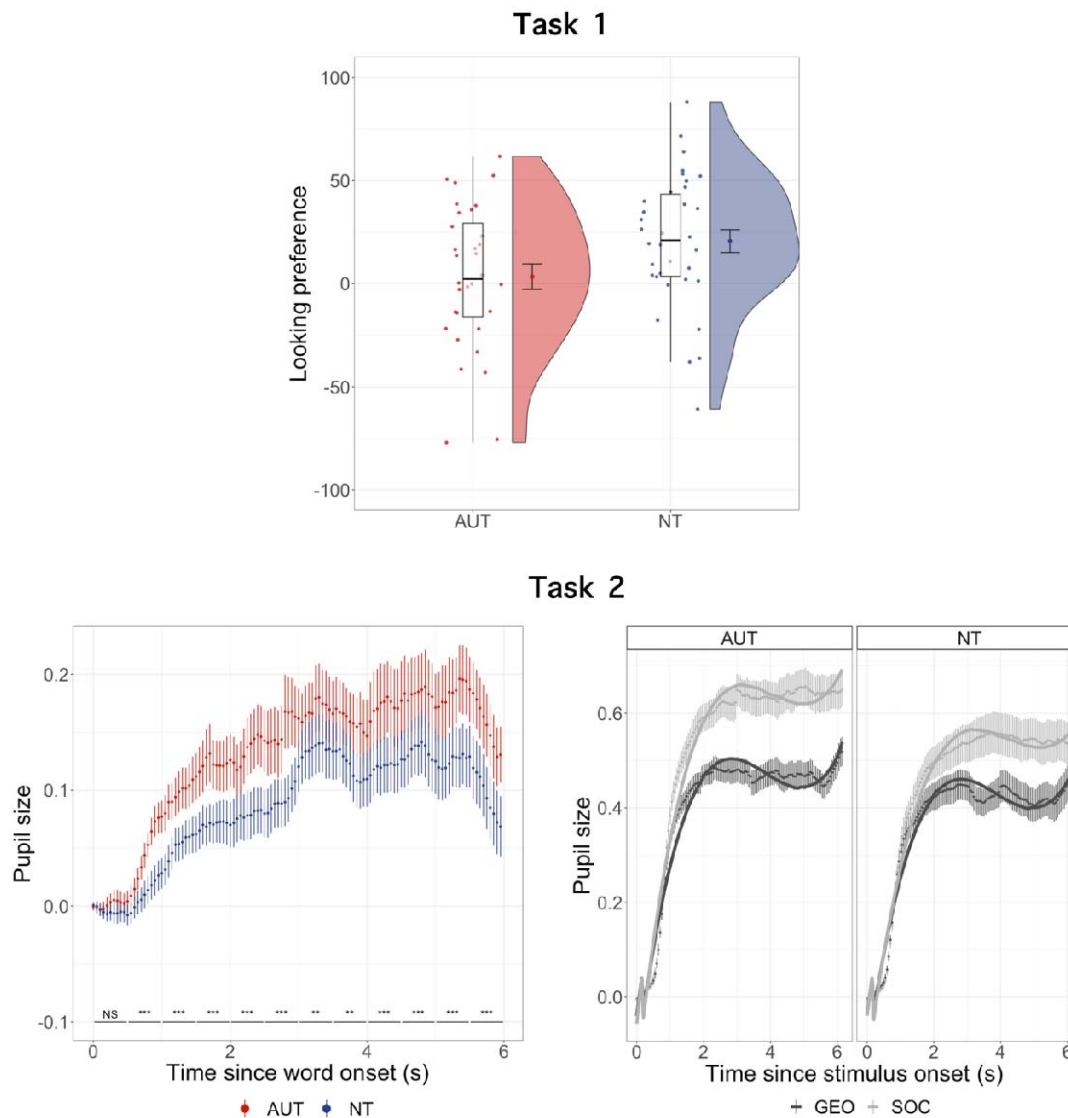 Task 1
100
50
0
-50
-100
Looking preference
AUT
NT
Task 2
0.2
0.1
0.0
-0.1
Pupil size
NS *** *** *** *** *** ** ** *** *** *** ***
0 2 4 6
Time since word onset (s)
AUT NT
AUT NT
0.6
0.4
0.2
0.0
Pupil size
0 2 4 6 0 2 4 6
Time since stimulus onset (s)
GEO SOC